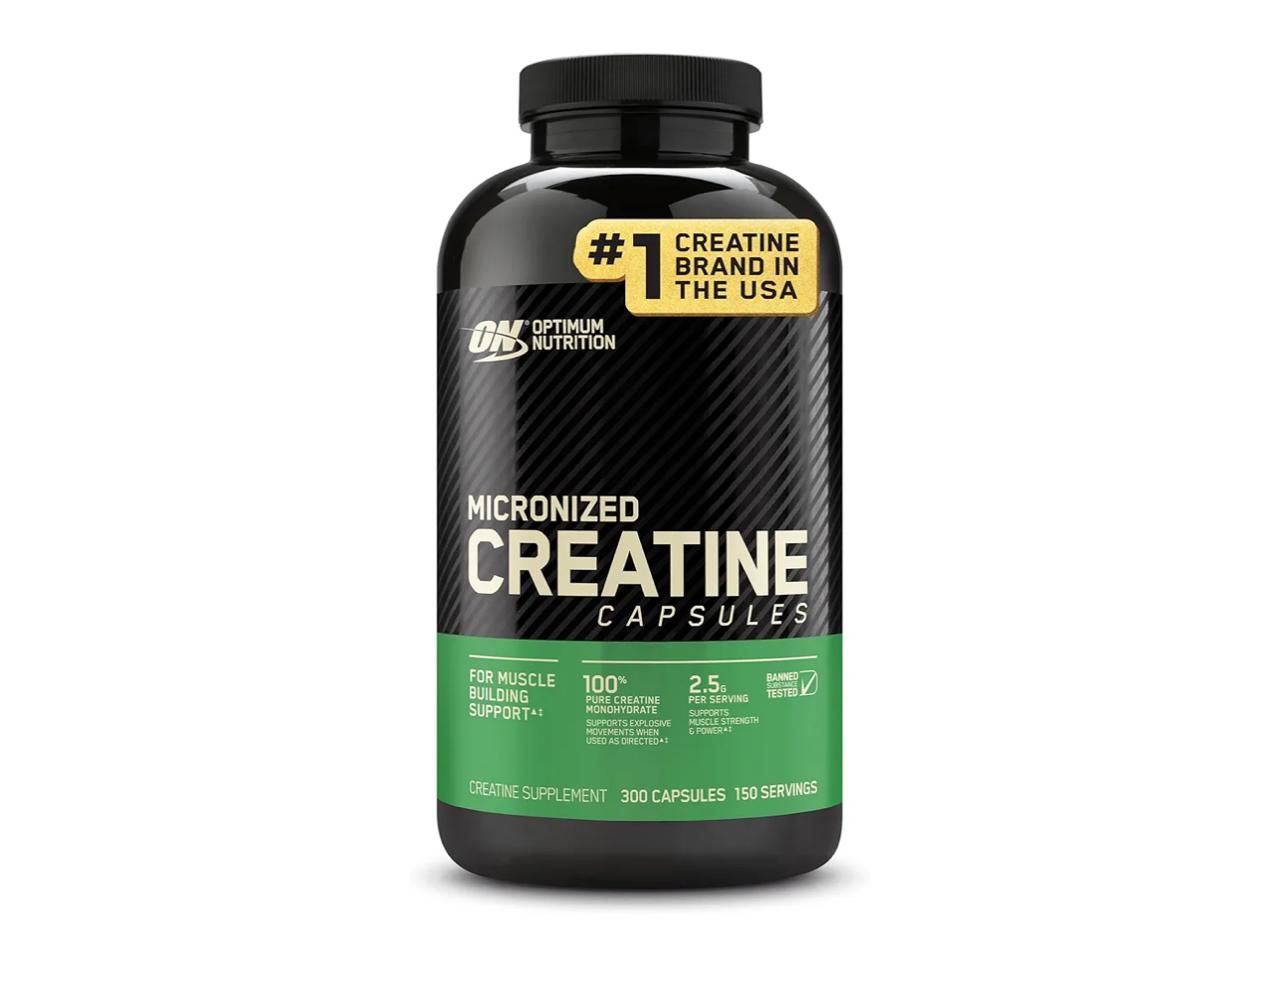 #1 CREATINE
BRAND IN
THE USA
ON® OPTIMUM
NUTRITION
MICRONIZED
CREATINE
CAPSULES
FOR MUSCLE
BUILDING
SUPPORT▲‡
100%
PURE CREATINE
MONOHYDRATE
SUPPORTS EXPLOSIVE
MOVEMENTS WHEN
USED AS DIRECTED▲‡
2.5G
PER SERVING
SUPPORTS
MUSCLE STRENGTH
& POWER▲‡
BANNED
SUBSTANCE
TESTED
CREATINE SUPPLEMENT 300 CAPSULES 150 SERVINGS